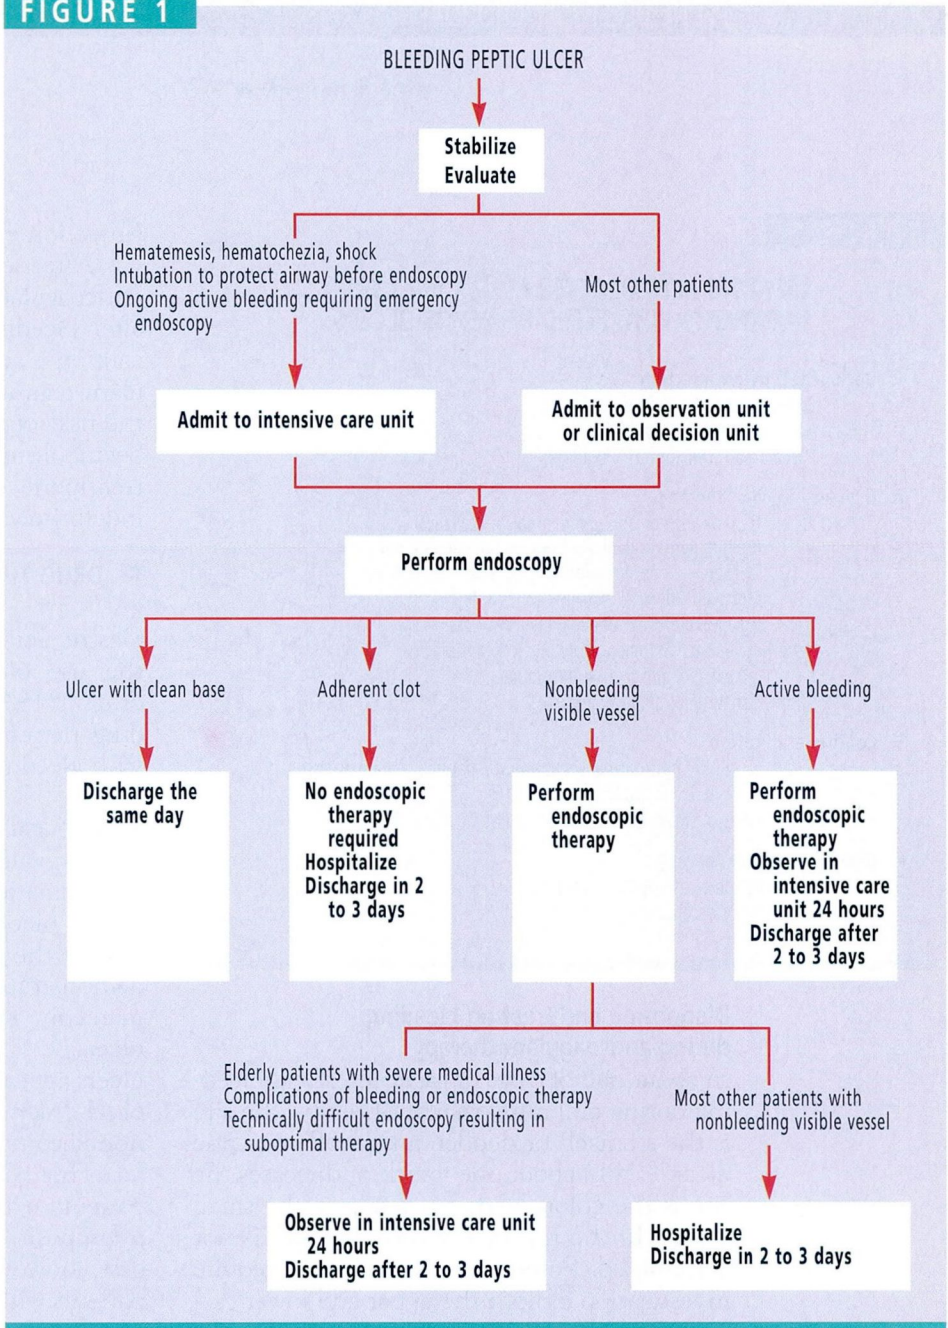 FIGURE 1
BLEEDING PEPTIC ULCER
Stabilize
Evaluate
Hematemesis, hematochezia, shock
Intubation to protect airway before endoscopy
Ongoing active bleeding requiring emergency
endoscopy
Most other patients
Admit to intensive care unit
Admit to observation unit
or clinical decision unit
Perform endoscopy
Ulcer with clean base
Adherent clot
Nonbleeding
visible vessel
Active bleeding
Discharge the
same day
No endoscopic
therapy
required
Hospitalize
Discharge in 2
to 3 days
Perform
endoscopic
therapy
Perform
endoscopic
therapy
Observe in
intensive care
unit 24 hours
Discharge after
2 to 3 days
Elderly patients with severe medical illness
Complications of bleeding or endoscopic therapy
Technically difficult endoscopy resulting in
suboptimal therapy
Most other patients with
nonbleeding visible vessel
Observe in intensive care unit
24 hours
Discharge after 2 to 3 days
Hospitalize
Discharge in 2 to 3 days